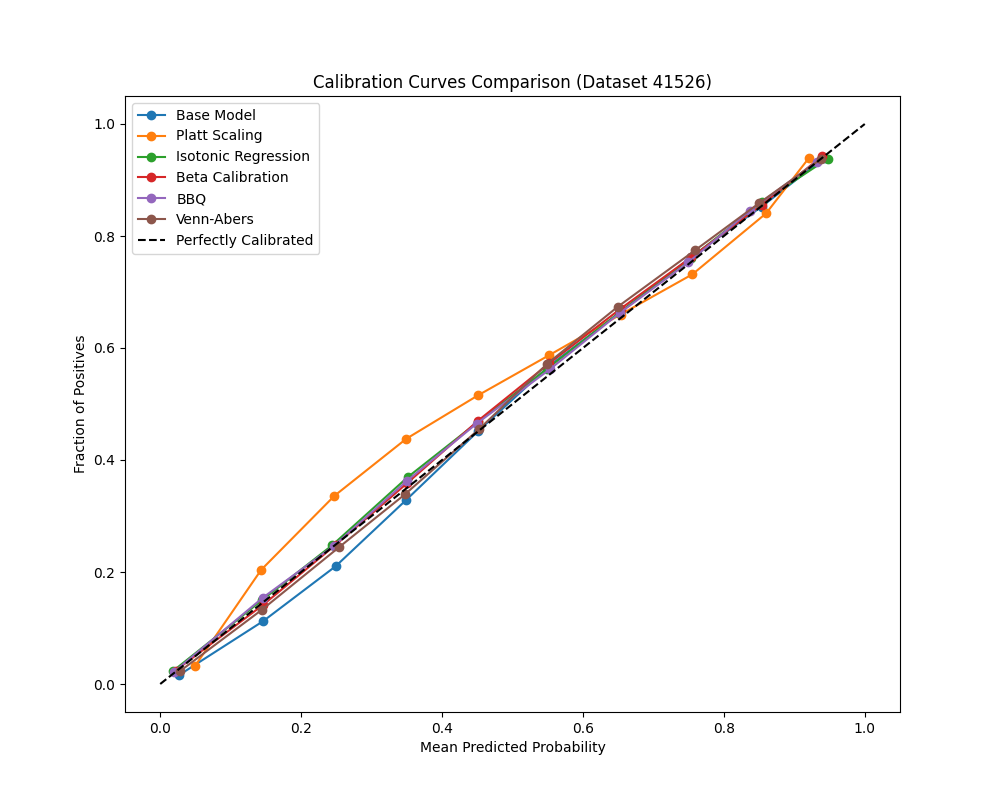 Calibration Curves Comparison (Dataset 41526)
Base Model
Platt Scaling
Isotonic Regression
Beta Calibration
BBQ
Venn-Abers
Perfectly Calibrated
Fraction of Positives
1.0
0.8
0.6
0.4
0.2
0.0
0.0 0.2 0.4 0.6 0.8 1.0
Mean Predicted Probability